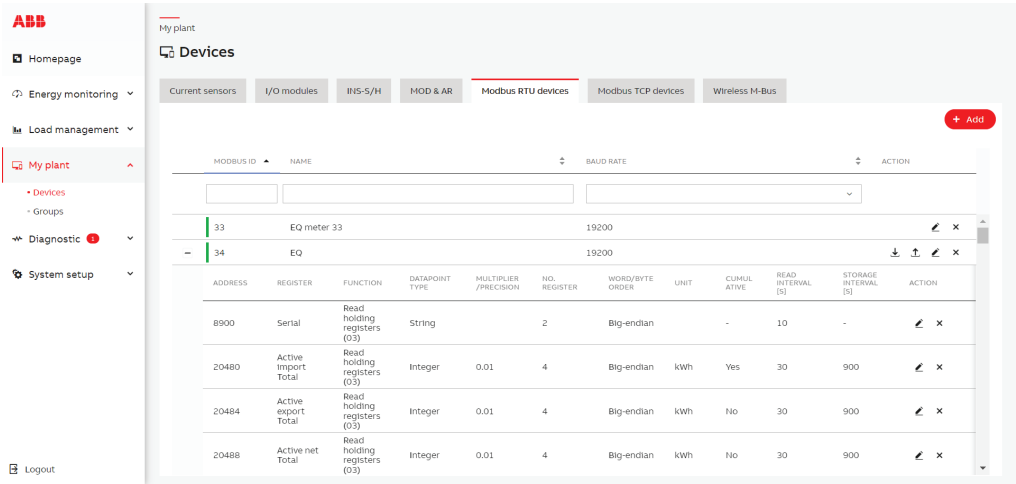 ABB
My plant
Devices
Homepage
Energy monitoring
Load management
My plant
• Devices
- Groups
Diagnostic 1
System setup
Logout
Current sensors I/O modules INS-S/H MOD & AR Modbus RTU devices Modbus TCP devices Wireless M-Bus
+ Add
MODBUS ID NAME BAUD RATE ACTION
33 EQ meter 33 19200
− 34 EQ 19200
ADDRESS REGISTER FUNCTION DATAPOINT TYPE MULTIPLIER /PRECISION NO. REGISTER WORD/BYTE ORDER UNIT CUMUL ATIVE READ INTERVAL [S] STORAGE INTERVAL [S] ACTION
8900 Serial Read holding registers (03) String 2 Big-endian - 10 -
20480 Active import Total Read holding registers (03) Integer 0.01 4 Big-endian kWh Yes 30 900
20484 Active export Total Read holding registers (03) Integer 0.01 4 Big-endian kWh No 30 900
20488 Active net Total Read holding registers (03) Integer 0.01 4 Big-endian kWh No 30 900